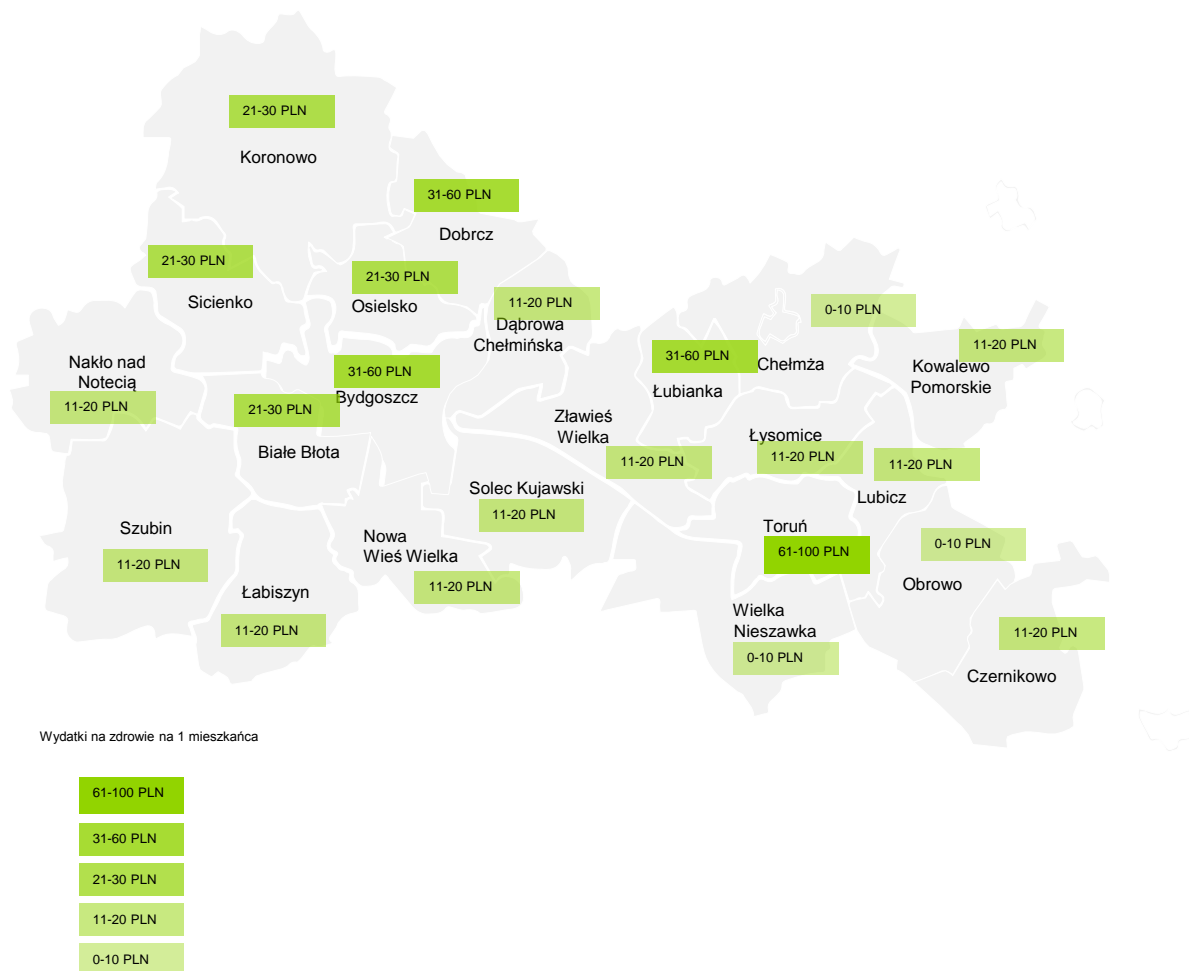 21-30 PLN
Koronowo
31-60 PLN
Dobrcz
21-30 PLN
Sicienko
21-30 PLN
Osielsko
11-20 PLN
Dąbrowa
Chełmińska
0-10 PLN
Chełmża
11-20 PLN
Kowalewo
Pomorskie
31-60 PLN
Łubianka
Nakło nad
Notecią
11-20 PLN
31-60 PLN
Bydgoszcz
21-30 PLN
Białe Błota
Zławieś
Wielka
11-20 PLN
Łysomice
11-20 PLN
11-20 PLN
Lubicz
Solec Kujawski
11-20 PLN
Szubin
11-20 PLN
Nowa
Wieś Wielka
11-20 PLN
Toruń
61-100 PLN
0-10 PLN
Obrowo
Łabiszyn
11-20 PLN
Wielka
Nieszawka
0-10 PLN
11-20 PLN
Czernikowo
Wydatki na zdrowie na 1 mieszkańca
61-100 PLN
31-60 PLN
21-30 PLN
11-20 PLN
0-10 PLN